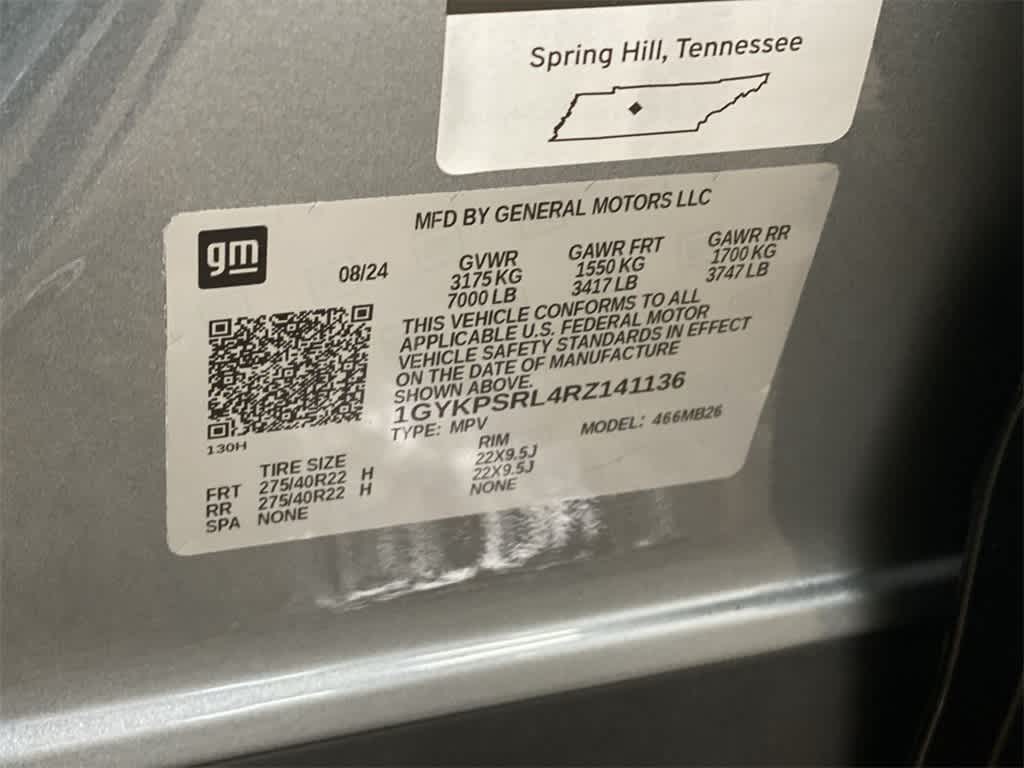 Spring Hill, Tennessee
gm
MFD BY GENERAL MOTORS LLC
08/24
GVWR
3175 KG
7000 LB
GAWR FRT
1550 KG
3417 LB
GAWR RR
1700 KG
3747 LB
THIS VEHICLE CONFORMS TO ALL
APPLICABLE U.S. FEDERAL MOTOR
VEHICLE SAFETY STANDARDS IN EFFECT
ON THE DATE OF MANUFACTURE
SHOWN ABOVE.
1GYKPSRL4RZ141136
TYPE: MPV
MODEL: 466MB26
130H
TIRE SIZE RIM
FRT 275/40R22 H 22X9.5J
RR 275/40R22 H 22X9.5J
SPA NONE NONE